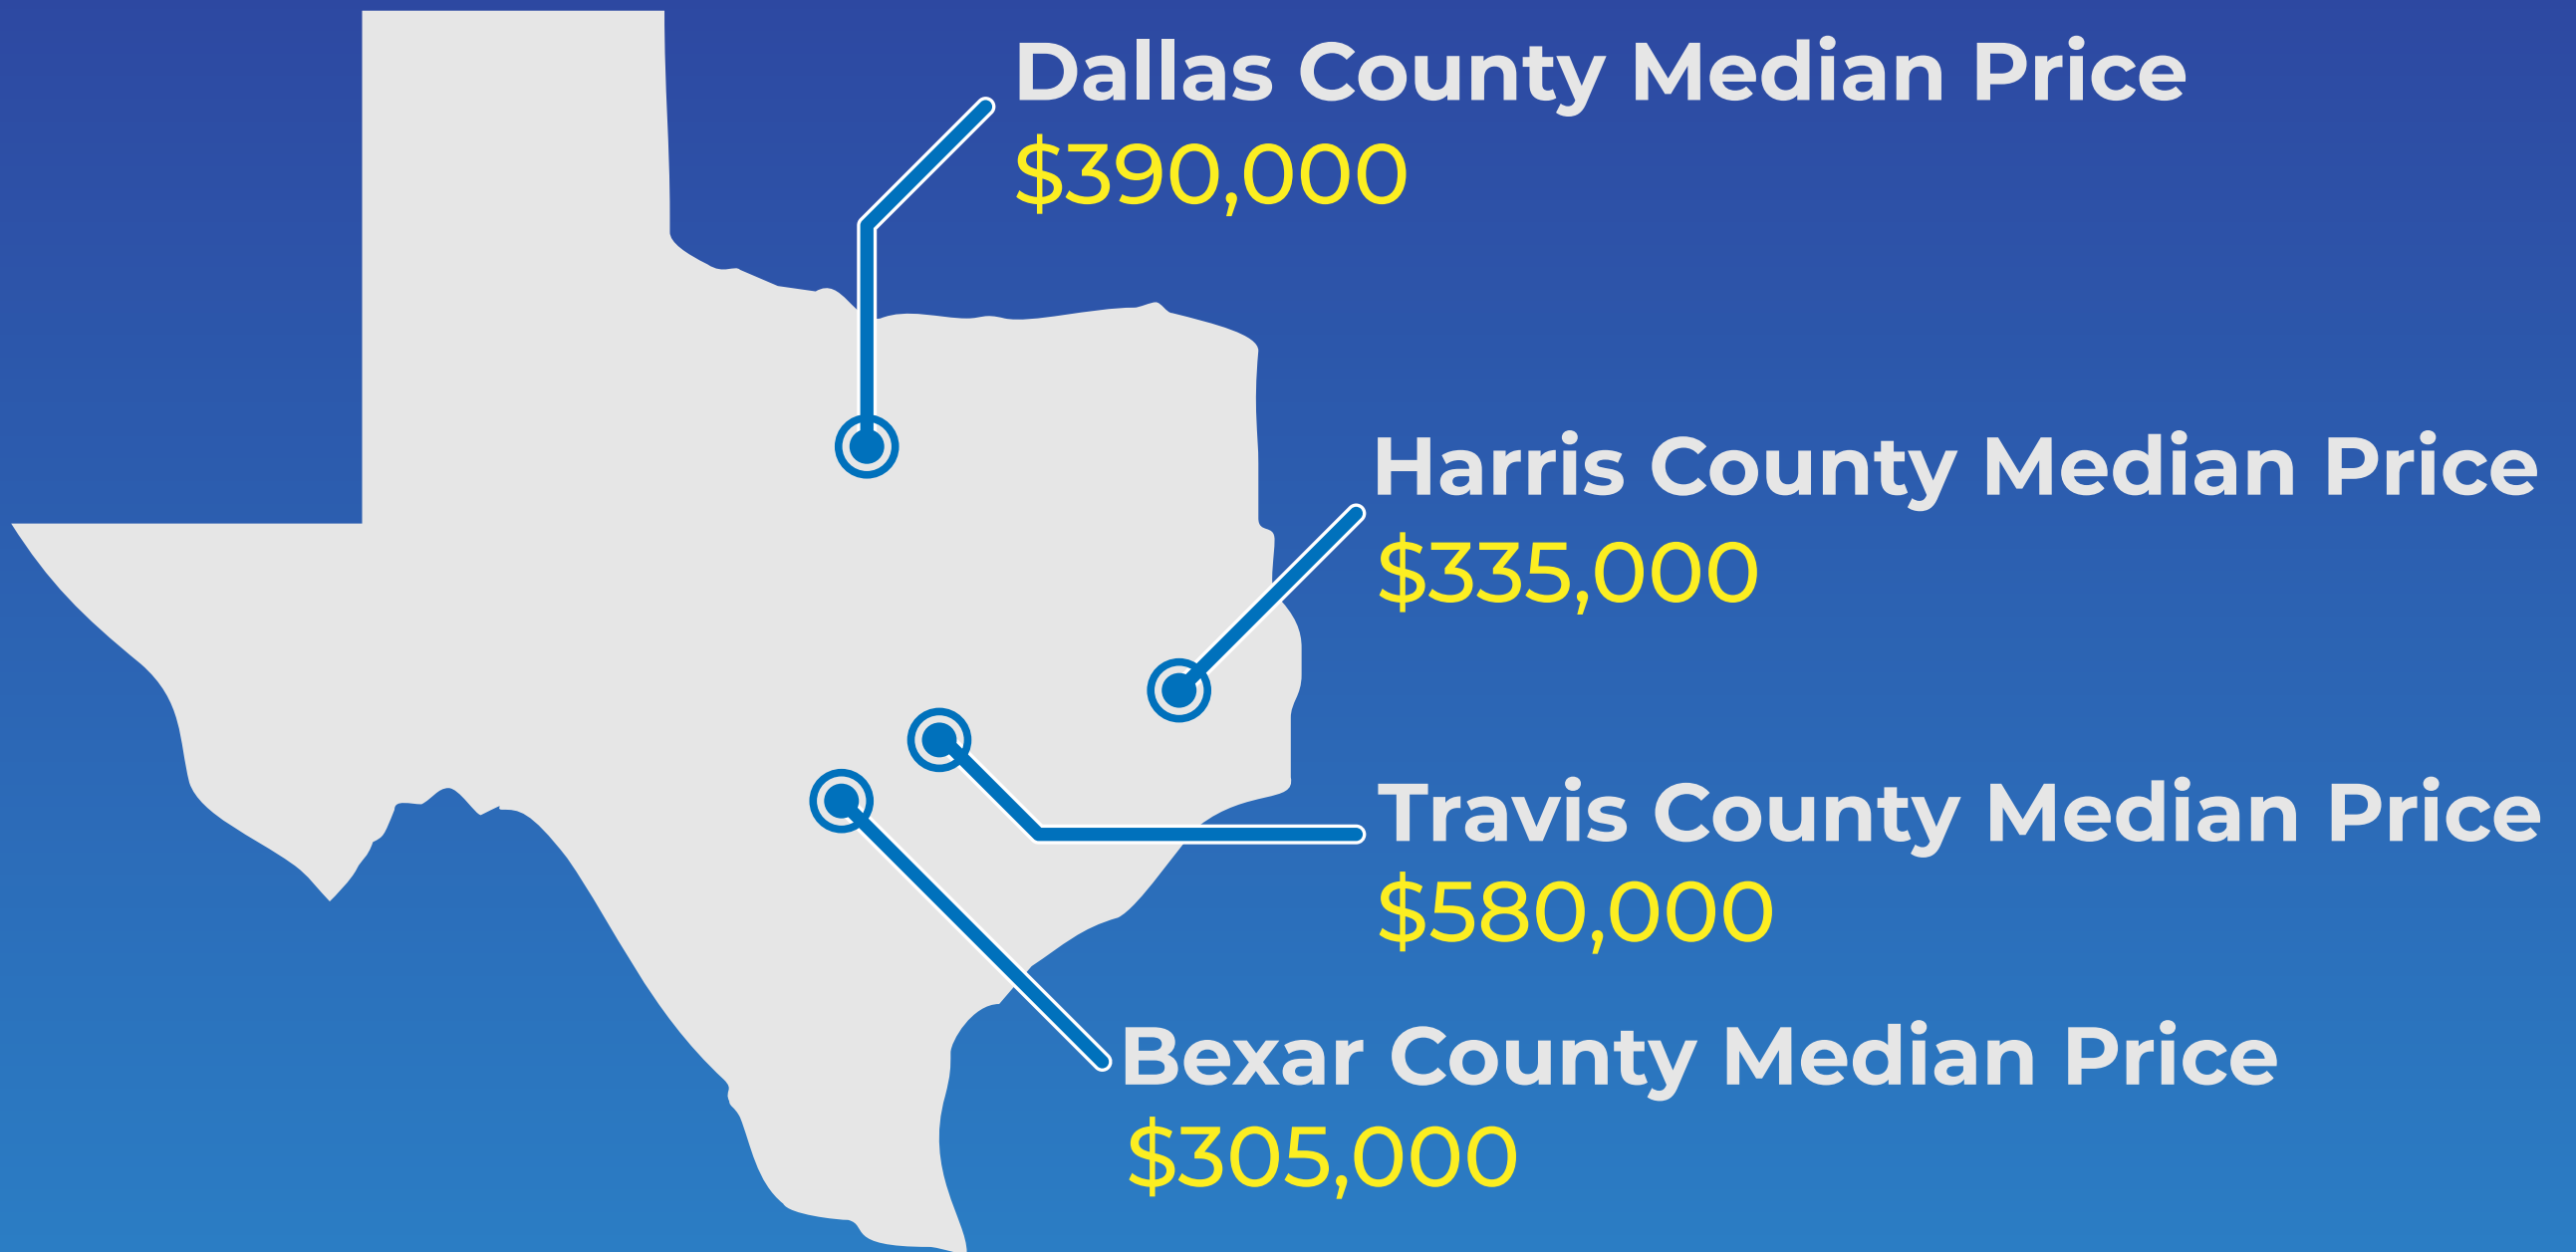 Dallas County Median Price
$390,000
Harris County Median Price
$335,000
Travis County Median Price
$580,000
Bexar County Median Price
$305,000